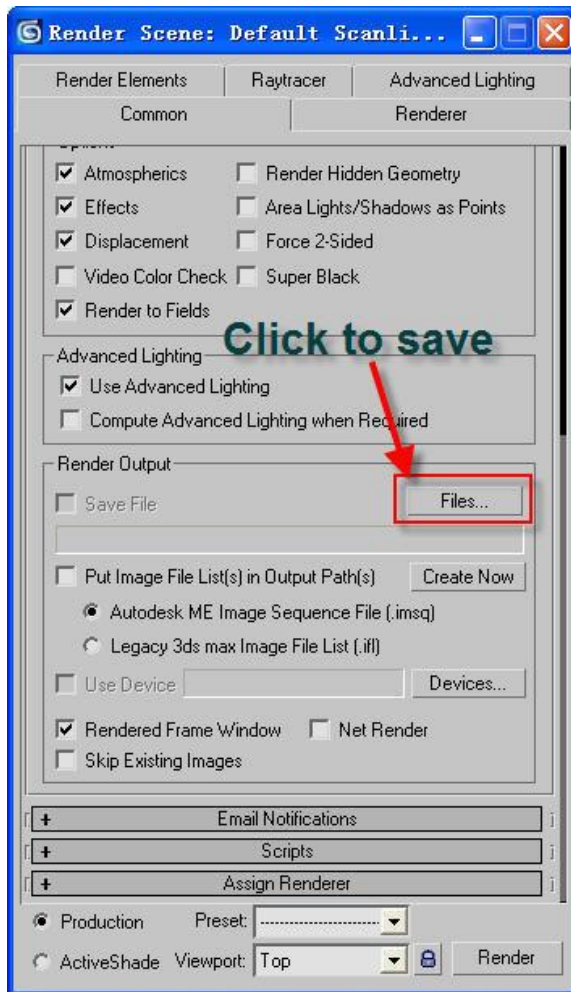 Render Scene: Default Scanli...
Render Elements Raytracer Advanced Lighting
Common Renderer
Atmospherics Render Hidden Geometry
Effects Area Lights/Shadows as Points
Displacement Force 2-Sided
Video Color Check Super Black
Render to Fields
Click to save
Advanced Lighting
Use Advanced Lighting
Compute Advanced Lighting when Required
Render Output
Save File Files...
Put Image File List(s) in Output Path(s) Create Now
Autodesk ME Image Sequence File (.imsq)
Legacy 3ds max Image File List (.ifl)
Use Device Devices...
Rendered Frame Window Net Render
Skip Existing Images
+ Email Notifications
+ Scripts
+ Assign Renderer
Production Preset: --------------------
ActiveShade Viewport: Top Render